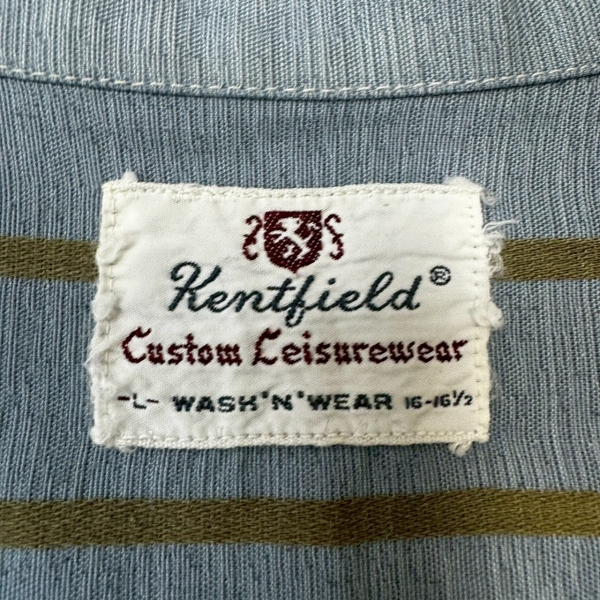 Kentfield®
Custom Leisurewear
-L- WASH'N'WEAR 16-16½